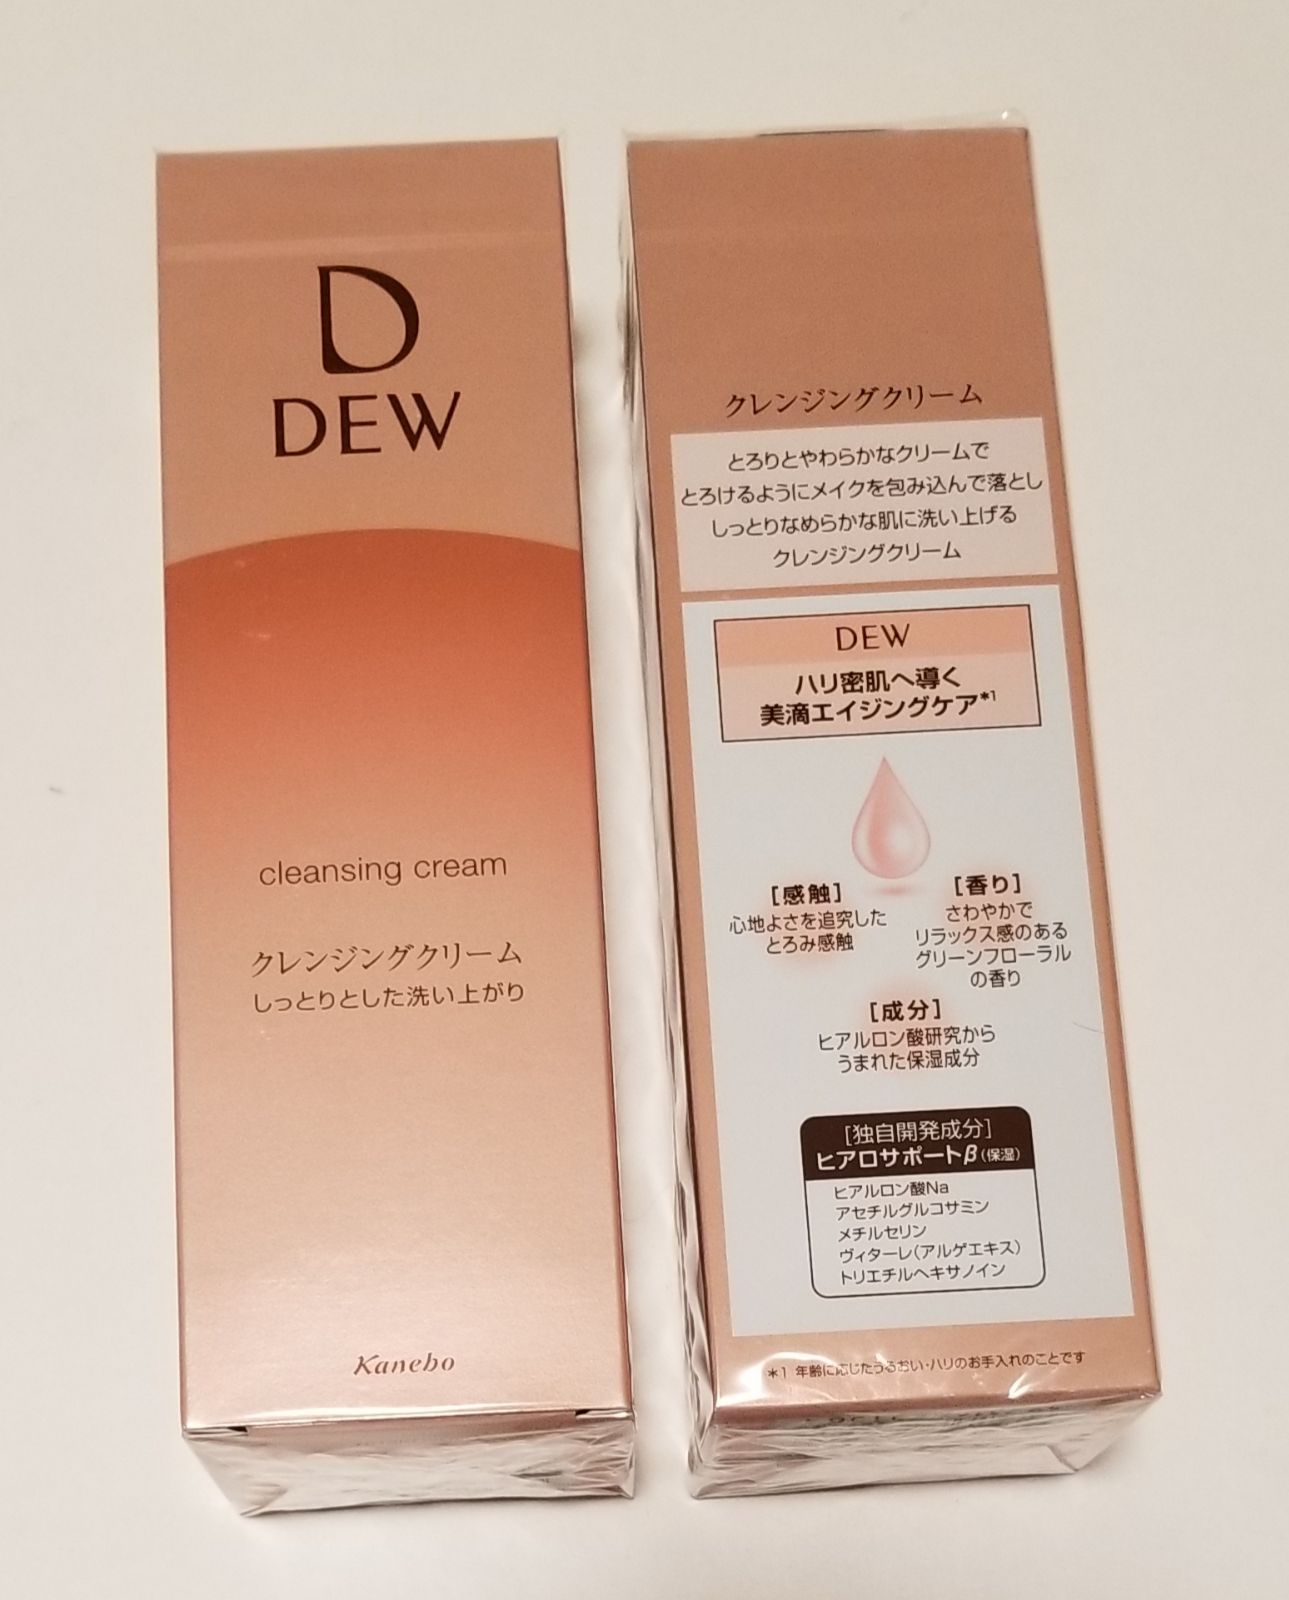 D
DEW
cleansing cream
クレンジングクリーム
しっとりとした洗い上がり
Kanebo
クレンジングクリーム
とろりとやわらかなクリームで
とろけるようにメイクを包み込んで落とし
しっとりなめらかな肌に洗い上げる
クレンジングクリーム
DEW
ハリ密肌へ導く
美滴エイジングケア*1
[感触]
心地よさを追究した
とろみ感触
[香り]
さわやかで
リラックス感のある
グリーンフローラル
の香り
[成分]
ヒアルロン酸研究から
うまれた保湿成分
[独自開発成分]
ヒアロサポートβ(保湿)
ヒアルロン酸Na
アセチルグルコサミン
メチルセリン
ヴィターレ(アルゲエキス)
トリエチルヘキサノイン
*1 年齢に応じたうるおい・ハリのお手入れのことです